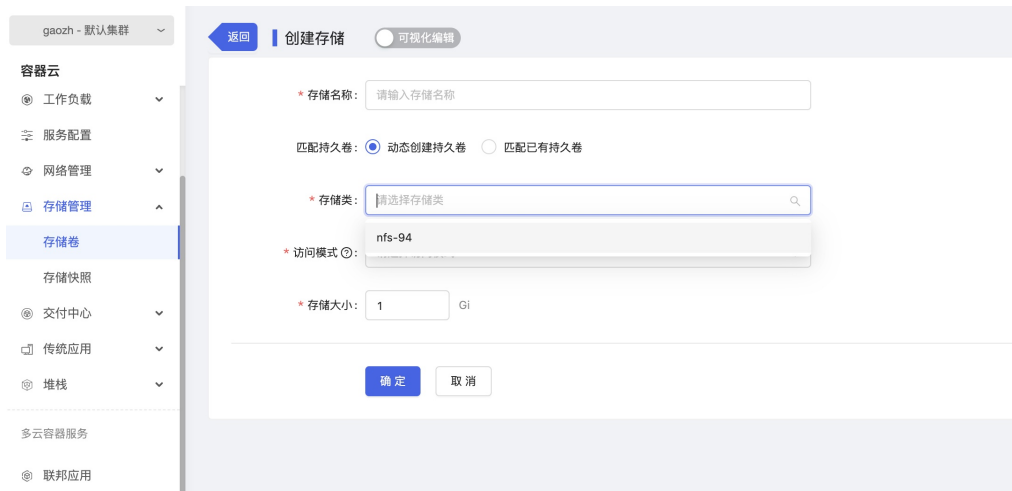 gaozh - 默认集群
容器云
工作负载
服务配置
网络管理
存储管理
存储卷
存储快照
交付中心
传统应用
堆栈
多云容器服务
联邦应用
返回
创建存储
可视化编辑
* 存储名称: 请输入存储名称
匹配持久卷: 动态创建持久卷 匹配已有持久卷
* 存储类: 请选择存储类
nfs-94
* 访问模式 ?:
* 存储大小: 1 Gi
确 定 取 消